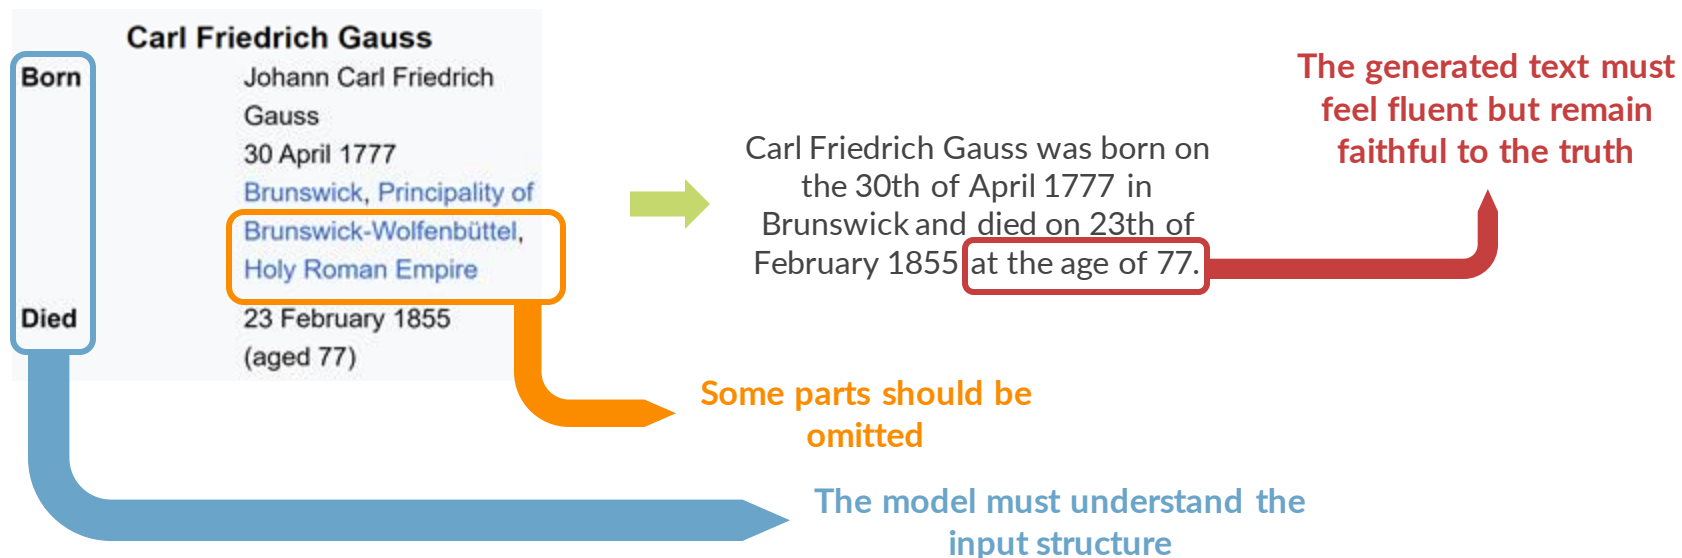 Carl Friedrich Gauss
Born
Johann Carl Friedrich
Gauss
30 April 1777
Brunswick, Principality of
Brunswick-Wolfenbüttel,
Holy Roman Empire
Died
23 February 1855
(aged 77)
Carl Friedrich Gauss was born on
the 30th of April 1777 in
Brunswick and died on 23th of
February 1855 at the age of 77.
The generated text must
feel fluent but remain
faithful to the truth
Some parts should be
omitted
The model must understand the
input structure